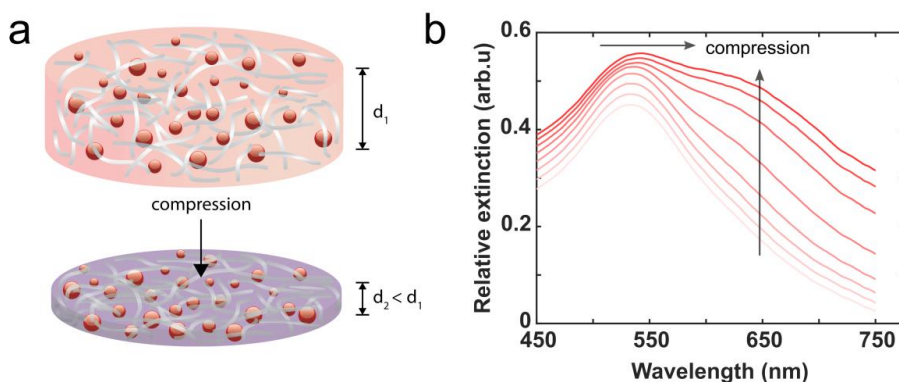 a
d1
compression
d2 < d1
b
Relative extinction (arb.u)
0.6
0.4
0.2
0
compression
450
550
650
750
Wavelength (nm)